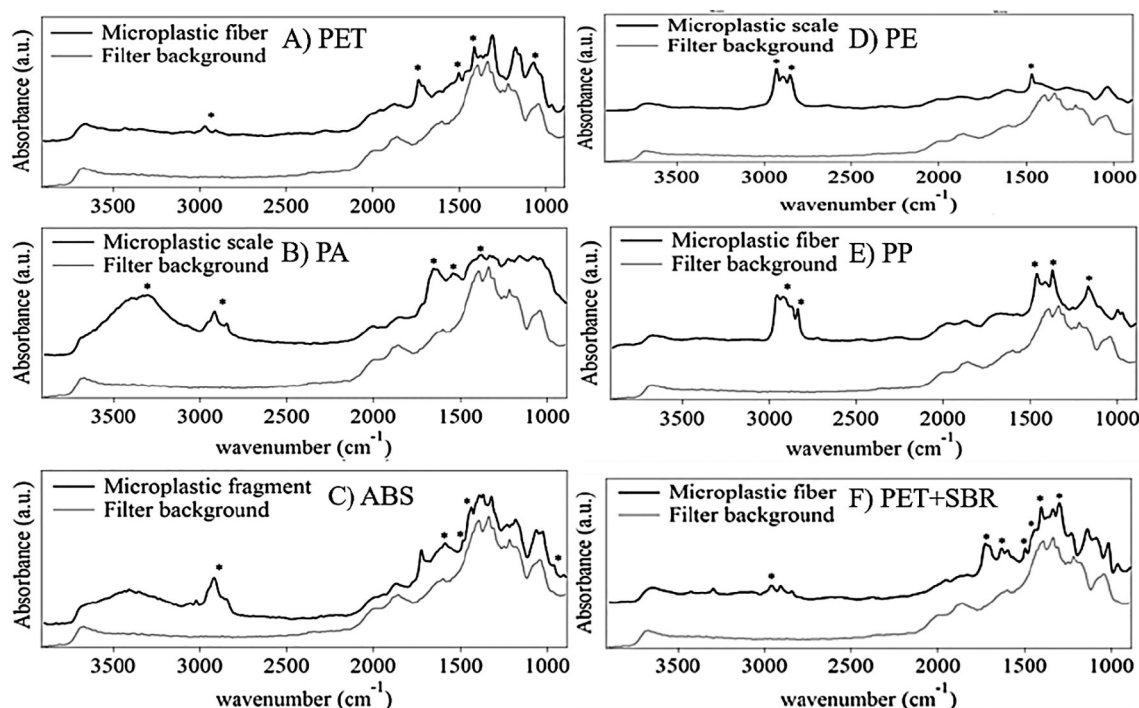 Microplastic fiber
Filter background
A) PET
Absorbance (a.u.)
3500 3000 2500 2000 1500 1000
wavenumber (cm-1)
Microplastic scale
Filter background
B) PA
Absorbance (a.u.)
3500 3000 2500 2000 1500 1000
wavenumber (cm-1)
Microplastic fragment
Filter background
C) ABS
Absorbance (a.u.)
3500 3000 2500 2000 1500 1000
wavenumber (cm-1)
Microplastic scale
Filter background
D) PE
Absorbance (a.u.)
3500 3000 2500 2000 1500 1000
wavenumber (cm-1)
Microplastic fiber
Filter background
E) PP
Absorbance (a.u.)
3500 3000 2500 2000 1500 1000
wavenumber (cm-1)
Microplastic fiber
Filter background
F) PET+SBR
Absorbance (a.u.)
3500 3000 2500 2000 1500 1000
wavenumber (cm-1)